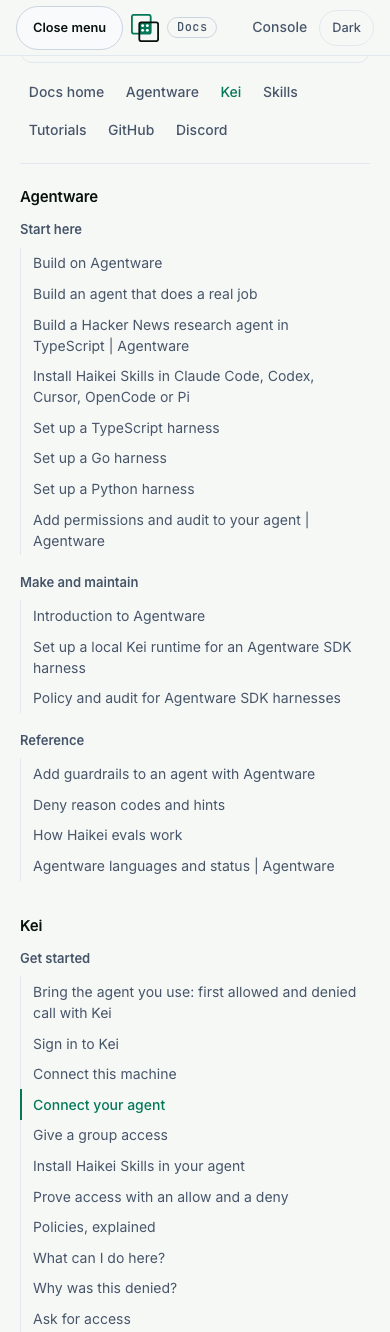 Close menu
Docs
Console
Dark
Docs home
Agentware
Kei
Skills
Tutorials
GitHub
Discord
Agentware
Start here
Build on Agentware
Build an agent that does a real job
Build a Hacker News research agent in
TypeScript | Agentware
Install Haikei Skills in Claude Code, Codex,
Cursor, OpenCode or Pi
Set up a TypeScript harness
Set up a Go harness
Set up a Python harness
Add permissions and audit to your agent |
Agentware
Make and maintain
Introduction to Agentware
Set up a local Kei runtime for an Agentware SDK
harness
Policy and audit for Agentware SDK harnesses
Reference
Add guardrails to an agent with Agentware
Deny reason codes and hints
How Haikei evals work
Agentware languages and status | Agentware
Kei
Get started
Bring the agent you use: first allowed and denied
call with Kei
Sign in to Kei
Connect this machine
Connect your agent
Give a group access
Install Haikei Skills in your agent
Prove access with an allow and a deny
Policies, explained
What can I do here?
Why was this denied?
Ask for access